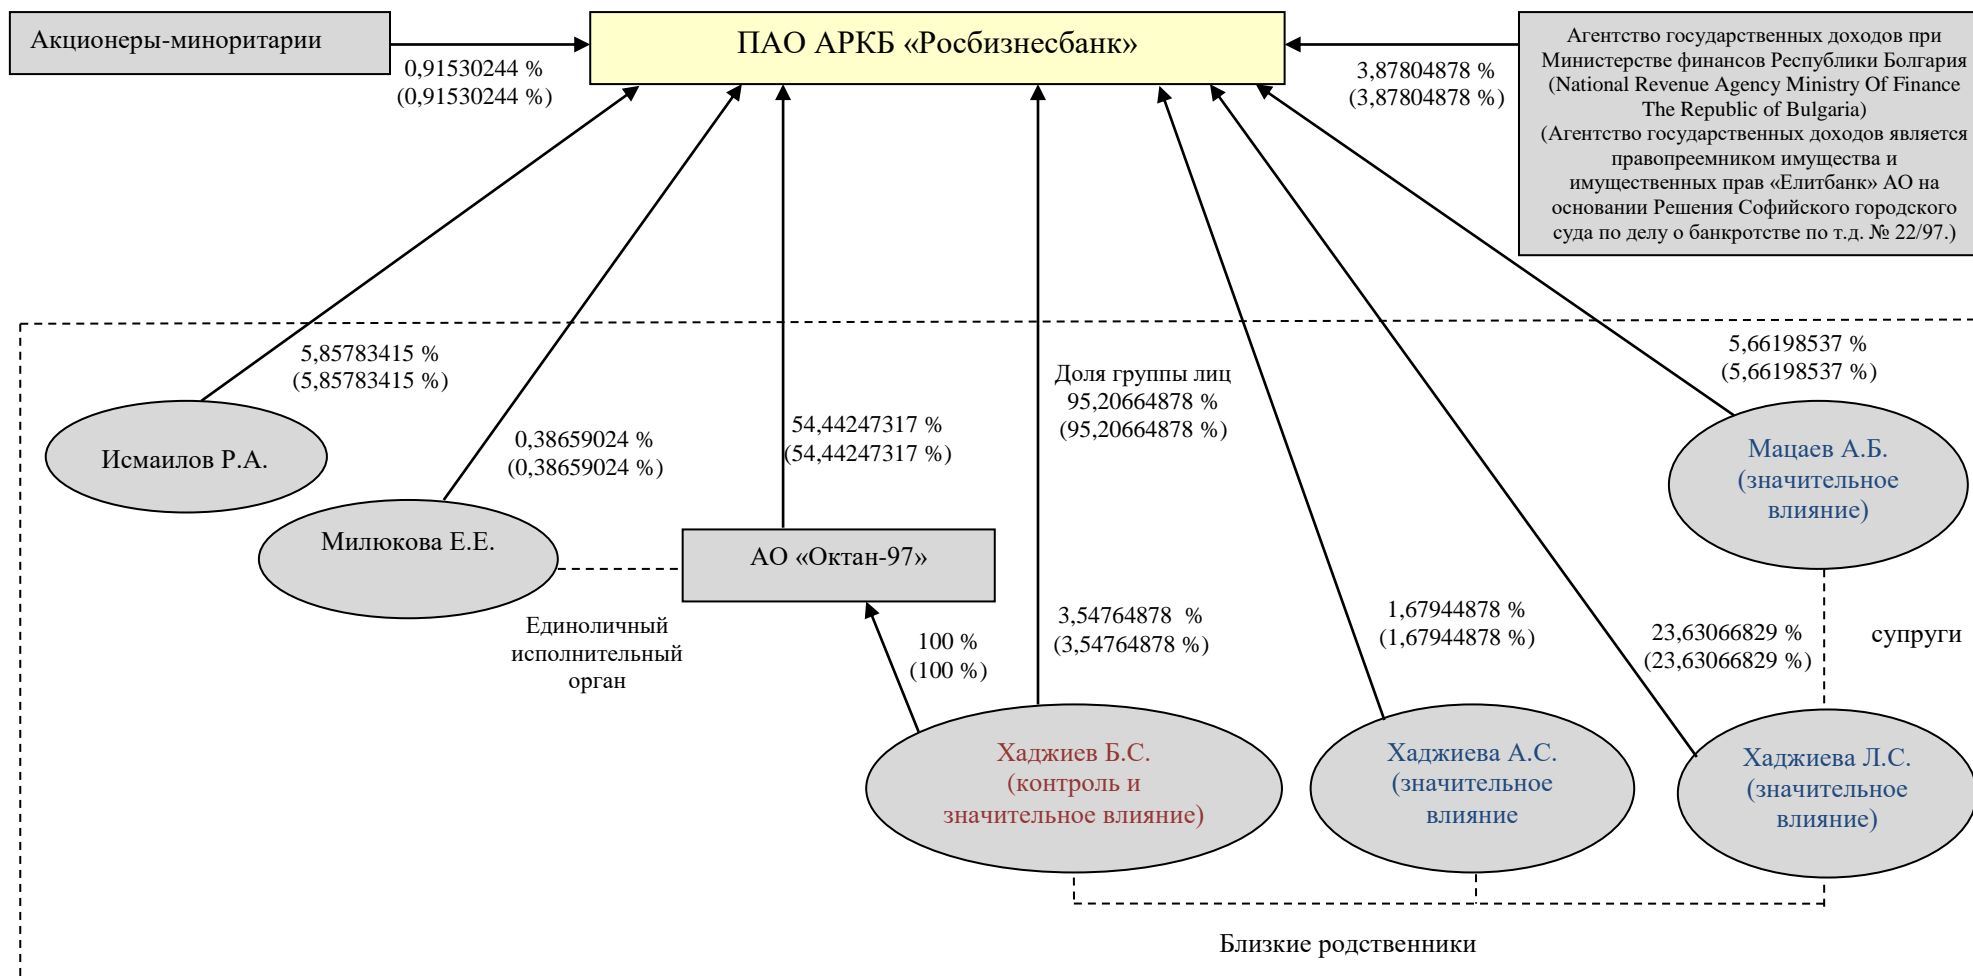 Акционеры-миноритарии
ПАО АРКБ «Росбизнесбанк»
Агентство государственных доходов при
Министерстве финансов Республики Болгария
(National Revenue Agency Ministry Of Finance
The Republic of Bulgaria)
(Агентство государственных доходов является
правопреемником имущества и
имущественных прав «Елитбанк» АО на
основании Решения Софийского городского
суда по делу о банкротстве по т.д. № 22/97.)
0,91530244 %
(0,91530244 %)
3,87804878 %
(3,87804878 %)
5,85783415 %
(5,85783415 %)
0,38659024 %
(0,38659024 %)
54,44247317 %
(54,44247317 %)
Доля группы лиц
95,20664878 %
(95,20664878 %)
5,66198537 %
(5,66198537 %)
Исмаилов Р.А.
Милюкова Е.Е.
АО «Октан-97»
Мацаев А.Б.
(значительное
влияние)
Единоличный
исполнительный
орган
100 %
(100 %)
3,54764878 %
(3,54764878 %)
1,67944878 %
(1,67944878 %)
23,63066829 %
(23,63066829 %)
супруги
Хаджиев Б.С.
(контроль и
значительное влияние)
Хаджиева А.С.
(значительное
влияние
Хаджиева Л.С.
(значительное
влияние)
Близкие родственники